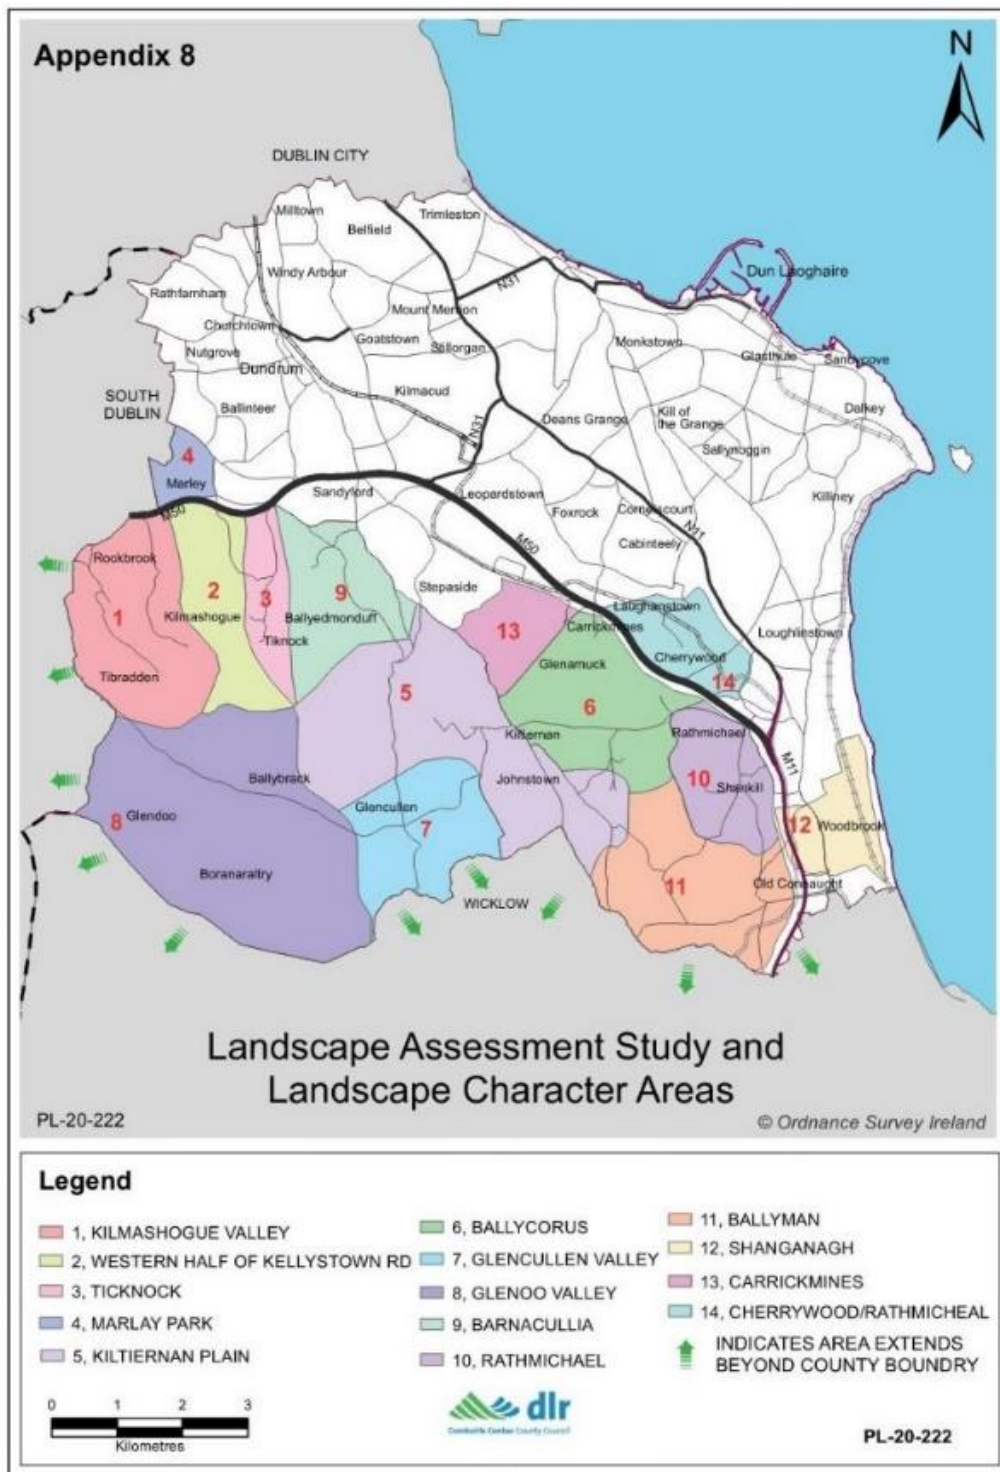 Appendix 8
N
DUBLIN CITY
Milltown
Trimleston
Belfield
Windy Arbour
Dun Laoghaire
Rathfarnham
N31
Mount Merrion
Churchtown
Goatstown
Stillorgan
Monkstown
Nutgrove
Glasthule
Sandycove
Dundrum
SOUTH
DUBLIN
Kilmacud
Ballinteer
Dalkey
Deans Grange
Kill of
the Grange
N31
Sallynoggin
4
Marley
Sandyford
Leopardstown
Killiney
M50
Foxrock
Cornelscourt
N11
M50
Cabinteely
Rockbrook
Stepaside
2
3
9
Laughanstown
1
Kilmashogue
Ballyedmonduff
13
Carrickmines
Loughlinstown
Tiknock
Glenamuck
Cherrywood
Tibradden
14
5
6
Kiltiernan
Rathmichael
M11
Ballybrack
Johnstown
10
Shankill
Glencullen
8
Glendoo
7
12
Woodbrook
Boranaraltry
11
Old Connaught
WICKLOW
Landscape Assessment Study and
Landscape Character Areas
PL-20-222
© Ordnance Survey Ireland
Legend
1, KILMASHOGUE VALLEY
2, WESTERN HALF OF KELLYSTOWN RD
3, TICKNOCK
4, MARLAY PARK
5, KILTIERNAN PLAIN
6, BALLYCORUS
7, GLENCULLEN VALLEY
8, GLENOO VALLEY
9, BARNACULLIA
10, RATHMICHAEL
11, BALLYMAN
12, SHANGANAGH
13, CARRICKMINES
14, CHERRYWOOD/RATHMICHEAL
INDICATES AREA EXTENDS
BEYOND COUNTY BOUNDRY
0 1 2 3
Kilometres
dlr
County Council
PL-20-222